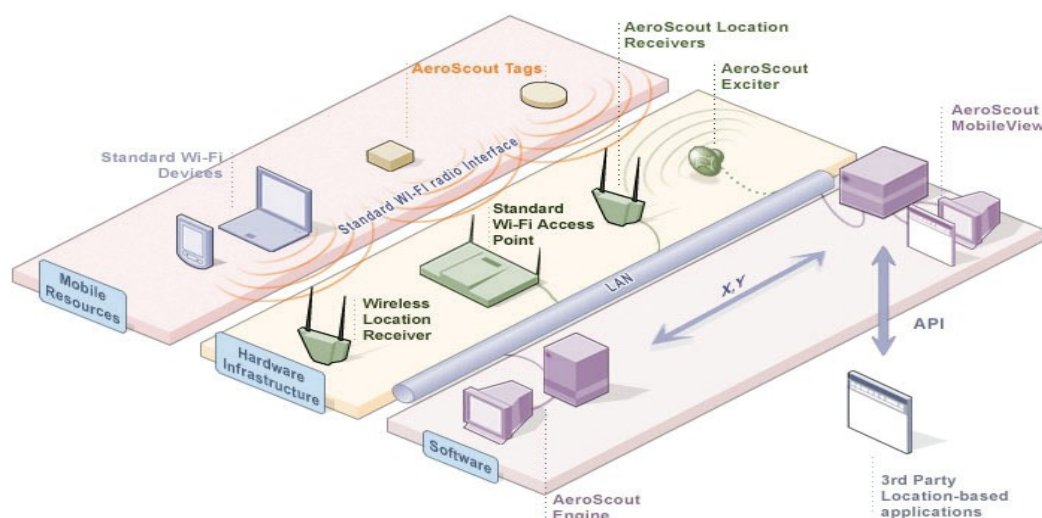 AeroScout Location
Receivers
AeroScout Tags
AeroScout
Exciter
AeroScout
MobileView
Standard Wi-Fi
Devices
Standard Wi-Fi radio Interface
Standard
Wi-Fi Access
Point
LAN
X,Y
Mobile
Resources
Wireless
Location
Receiver
API
Hardware
Infrastructure
Software
3rd Party
Location-based
applications
AeroScout
Engine